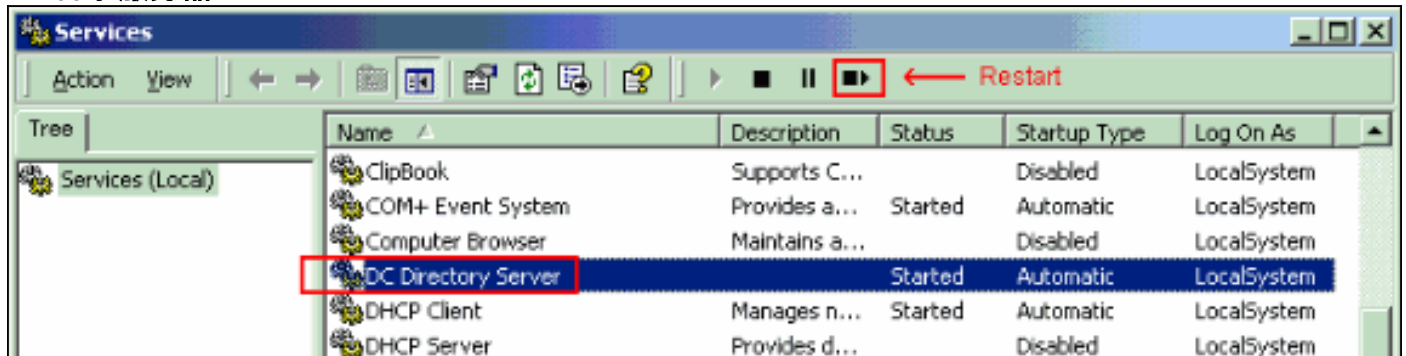 Services
Action View
← Restart
Tree
Name Description Status Startup Type Log On As
Services (Local)
ClipBook Supports C... Disabled LocalSystem
COM+ Event System Provides a... Started Automatic LocalSystem
Computer Browser Maintains a... Disabled LocalSystem
DC Directory Server Started Automatic LocalSystem
DHCP Client Manages n... Started Automatic LocalSystem
DHCP Server Provides d... Disabled LocalSystem